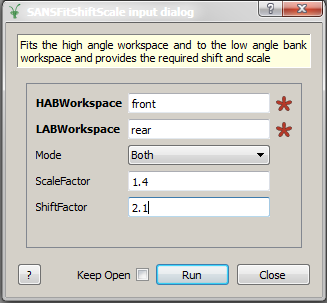 SANSFitShiftScale input dialog
?
Fits the high angle workspace and to the low angle bank
workspace and provides the required shift and scale
HABWorkspace front
LABWorkspace rear
Mode Both
ScaleFactor 1.4
ShiftFactor 2.1
? Keep Open Run Close